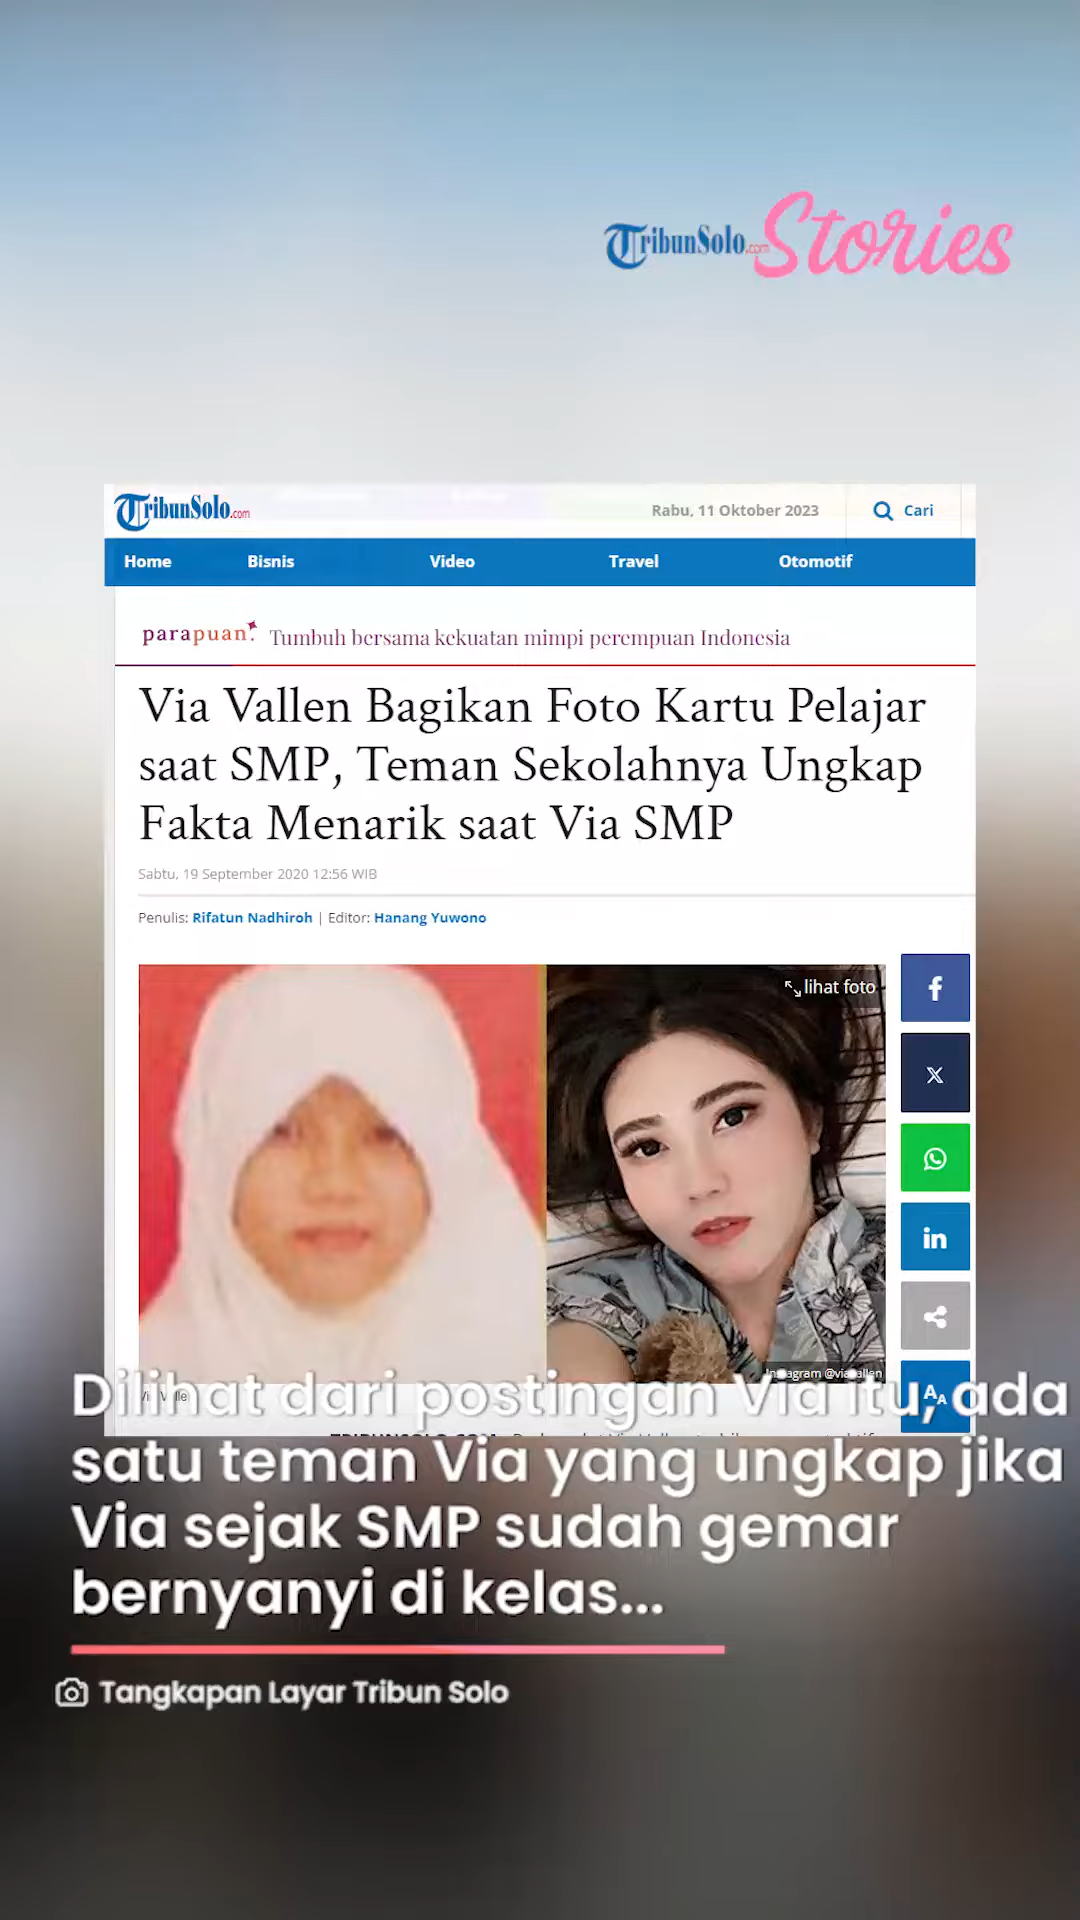 TribunSolo.com Stories
TribunSolo.com
Rabu, 11 Oktober 2023
Cari
Home Bisnis Video Travel Otomotif
parapuan. Tumbuh bersama kekuatan mimpi perempuan Indonesia
Via Vallen Bagikan Foto Kartu Pelajar
saat SMP, Teman Sekolahnya Ungkap
Fakta Menarik saat Via SMP
Sabtu, 19 September 2020 12:56 WIB
Penulis: Rifatun Nadhiroh | Editor: Hanang Yuwono
lihat foto
Instagram @viavallen
AA
Dilihat dari postingan Via itu, ada
satu teman Via yang ungkap jika
Via sejak SMP sudah gemar
bernyanyi di kelas...
Tangkapan Layar Tribun Solo